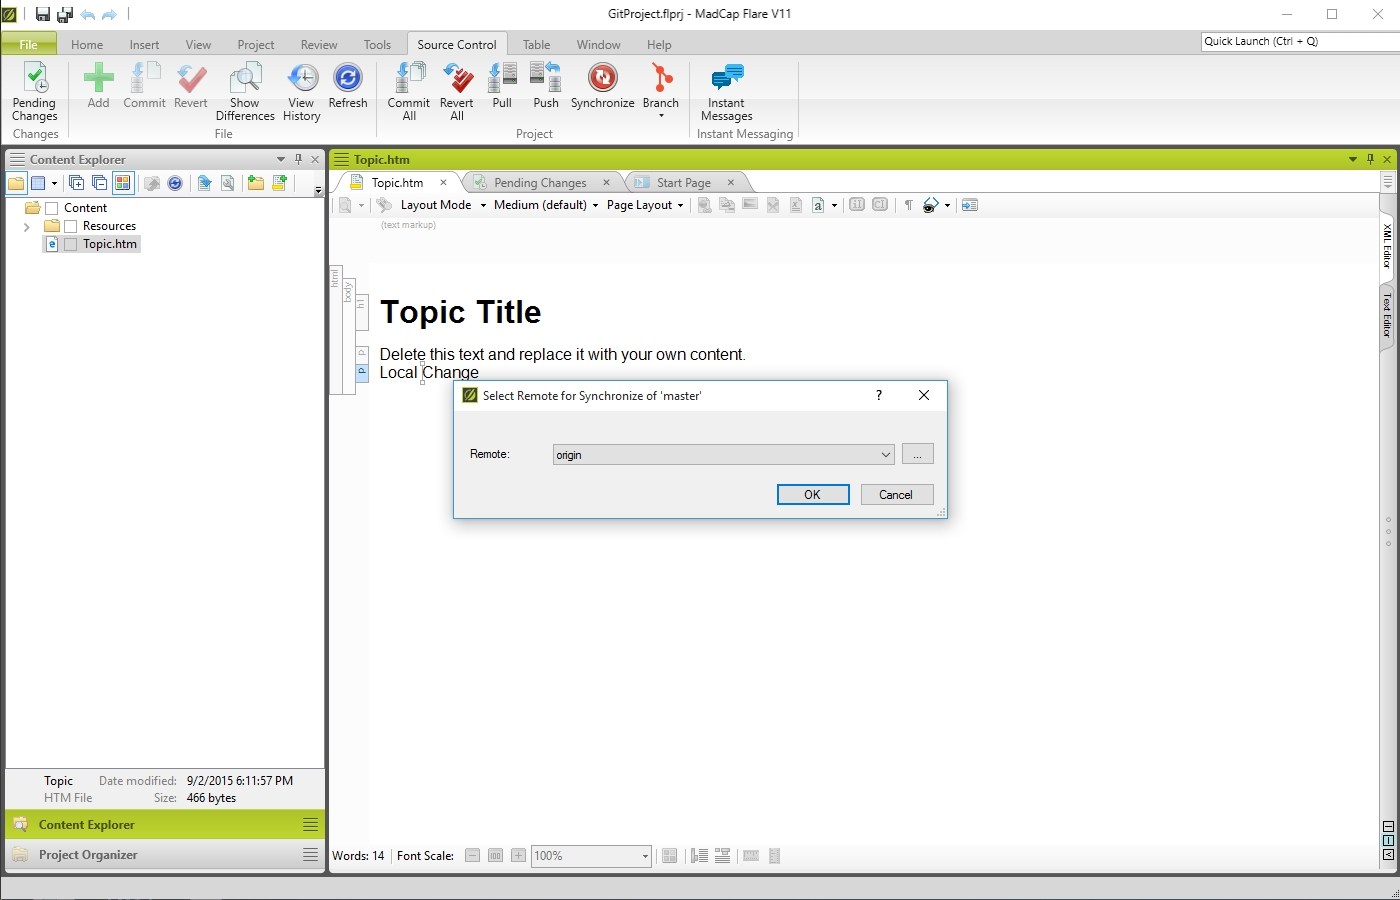 GitProject.flprj - MadCap Flare V11
File Home Insert View Project Review Tools Source Control Table Window Help
Quick Launch (Ctrl + Q)
Pending Changes
Add
Commit
Revert
Show Differences
View History
Refresh
Commit All
Revert All
Pull
Push
Synchronize
Branch
Instant Messages
Changes
File
Project
Instant Messaging
Content Explorer
Content
Resources
Topic.htm
Topic Date modified: 9/2/2015 6:11:57 PM
HTM File Size: 466 bytes
Content Explorer
Project Organizer
Topic.htm
Topic.htm Pending Changes Start Page
Layout Mode Medium (default) Page Layout
(text markup)
html
body
h1
p
p
Topic Title
Delete this text and replace it with your own content.
Local Change
Select Remote for Synchronize of 'master'
Remote: origin ...
OK Cancel
XML Editor
Text Editor
Words: 14 Font Scale: 100%